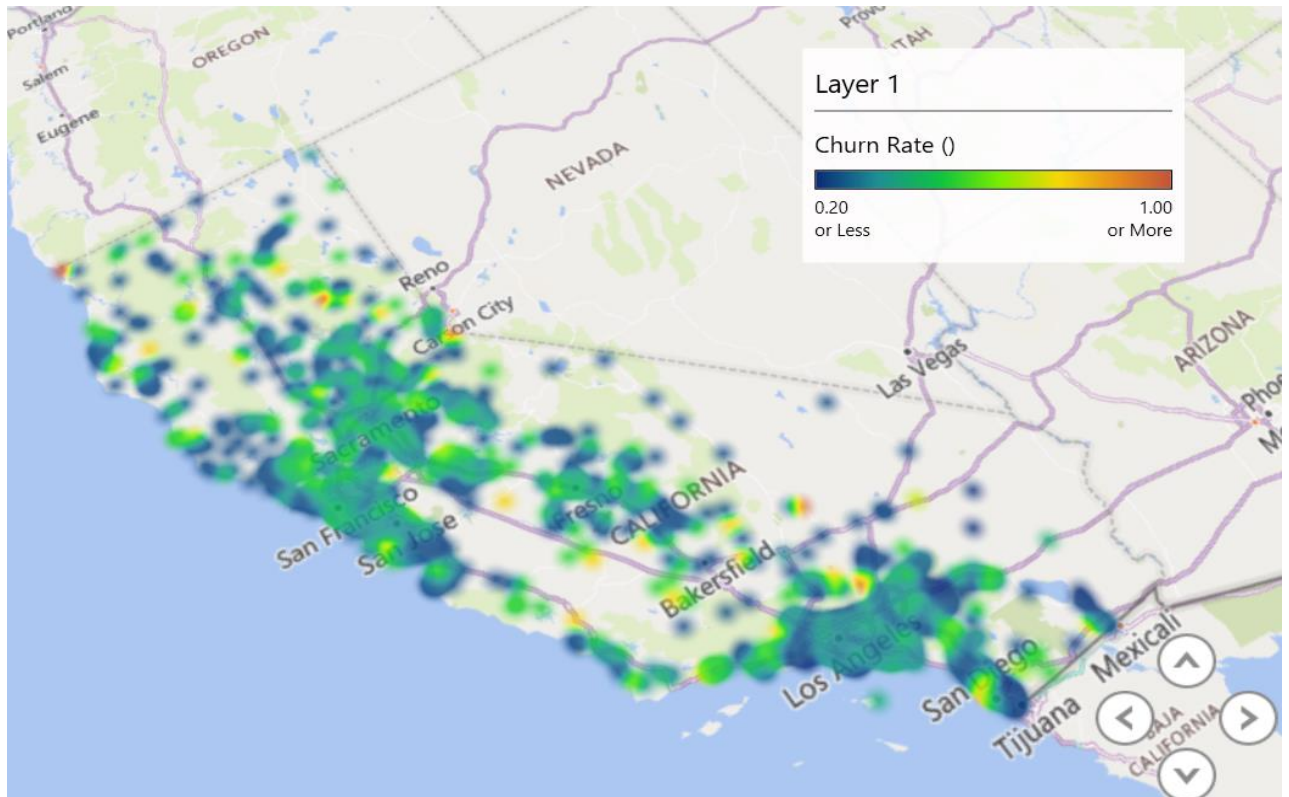 Portland
Provo
OREGON
UTAH
Salem
Layer 1
Eugene
Churn Rate ()
NEVADA
0.20
1.00
or Less
or More
Reno
Carson City
ARIZONA
Las Vegas
Sacramento
CALIFORNIA
Fresno
San Francisco
San Jose
Bakersfield
Los Angeles
San Diego
Mexicali
Tijuana
BAJA
CALIFORNIA